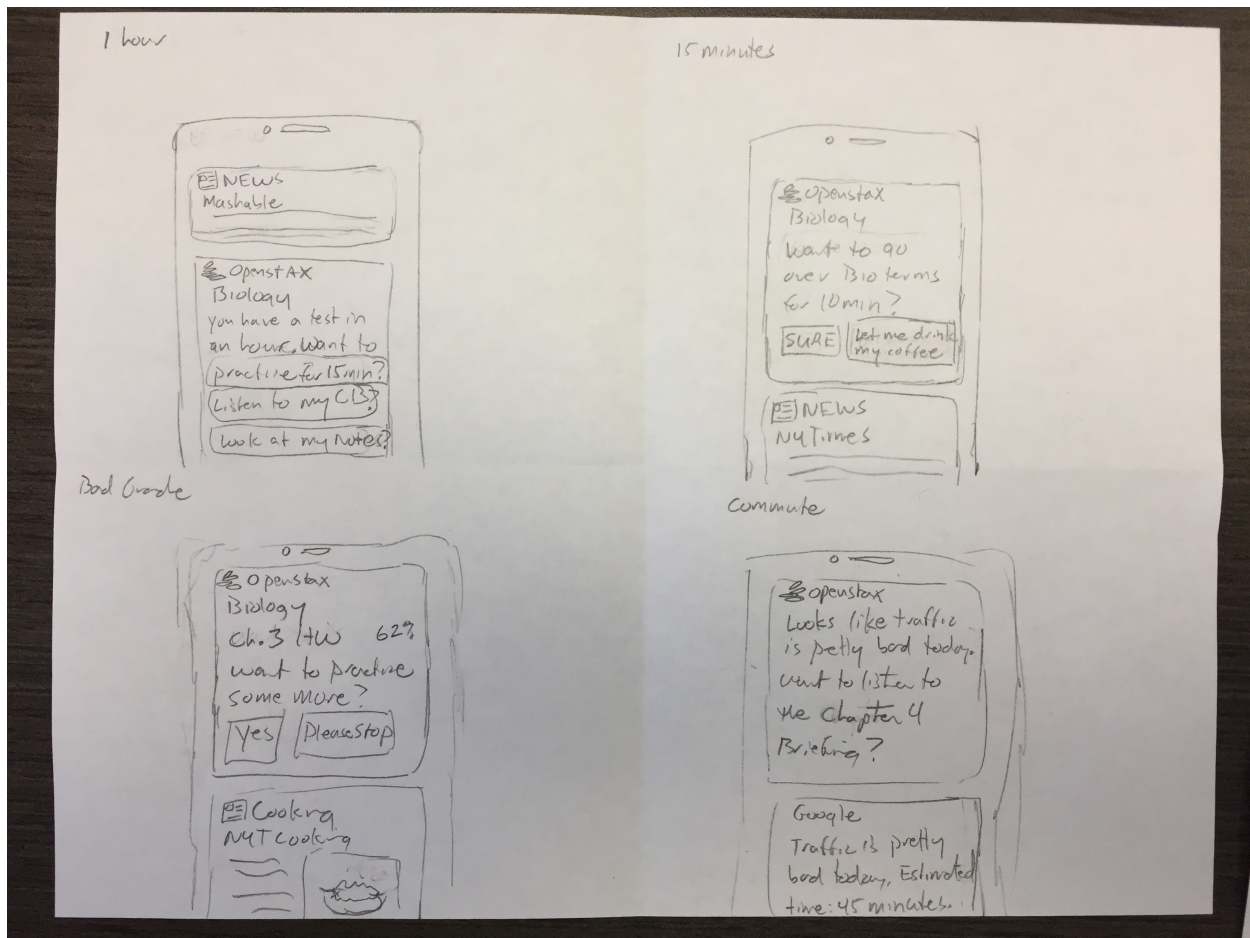 1 hour
NEWS
Mashable
OpenstAX
Biology
you have a test in
an hour. Want to
practice for 15min?
Listen to my CB?
Look at my Notes?
15 minutes
Openstax
Biology
Want to go
over Bio terms
for 10min?
SURE
Let me drink
my coffee
NEWS
NYTimes
Bad Grade
Openstax
Biology
Ch.3 HW 62%
want to practice
some more?
Yes
Please Stop
Cooking
NYT Cooking
Commute
Openstax
Looks like traffic
is pretty bad today.
want to listen to
the Chapter 4
Briefing?
Google
Traffic is pretty
bad today, Estimated
time: 45 minutes.